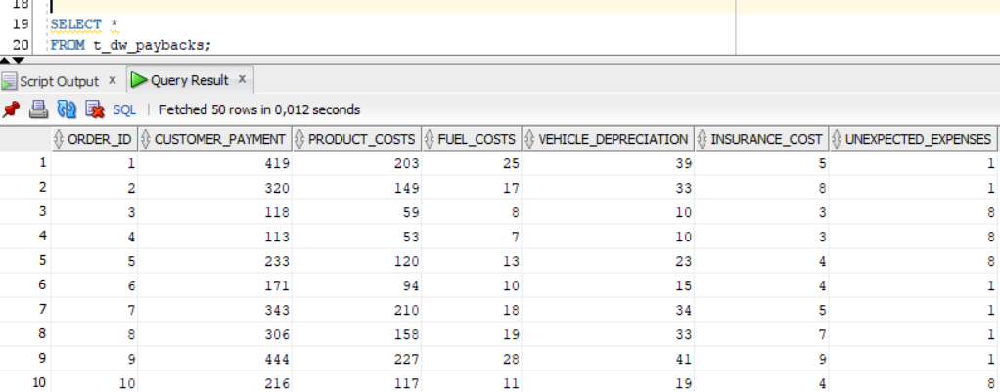 18
19 SELECT *
20 FROM t_dw_paybacks;
Script Output x Query Result x
SQL | Fetched 50 rows in 0,012 seconds
ORDER_ID CUSTOMER_PAYMENT PRODUCT_COSTS FUEL_COSTS VEHICLE_DEPRECIATION INSURANCE_COST UNEXPECTED_EXPENSES
1 1 419 203 25 39 5 1
2 2 320 149 17 33 8 1
3 3 118 59 8 10 3 8
4 4 113 53 7 10 3 8
5 5 233 120 13 23 4 8
6 6 171 94 10 15 4 1
7 7 343 210 18 34 5 1
8 8 306 158 19 33 7 1
9 9 444 227 28 41 9 1
10 10 216 117 11 19 4 8